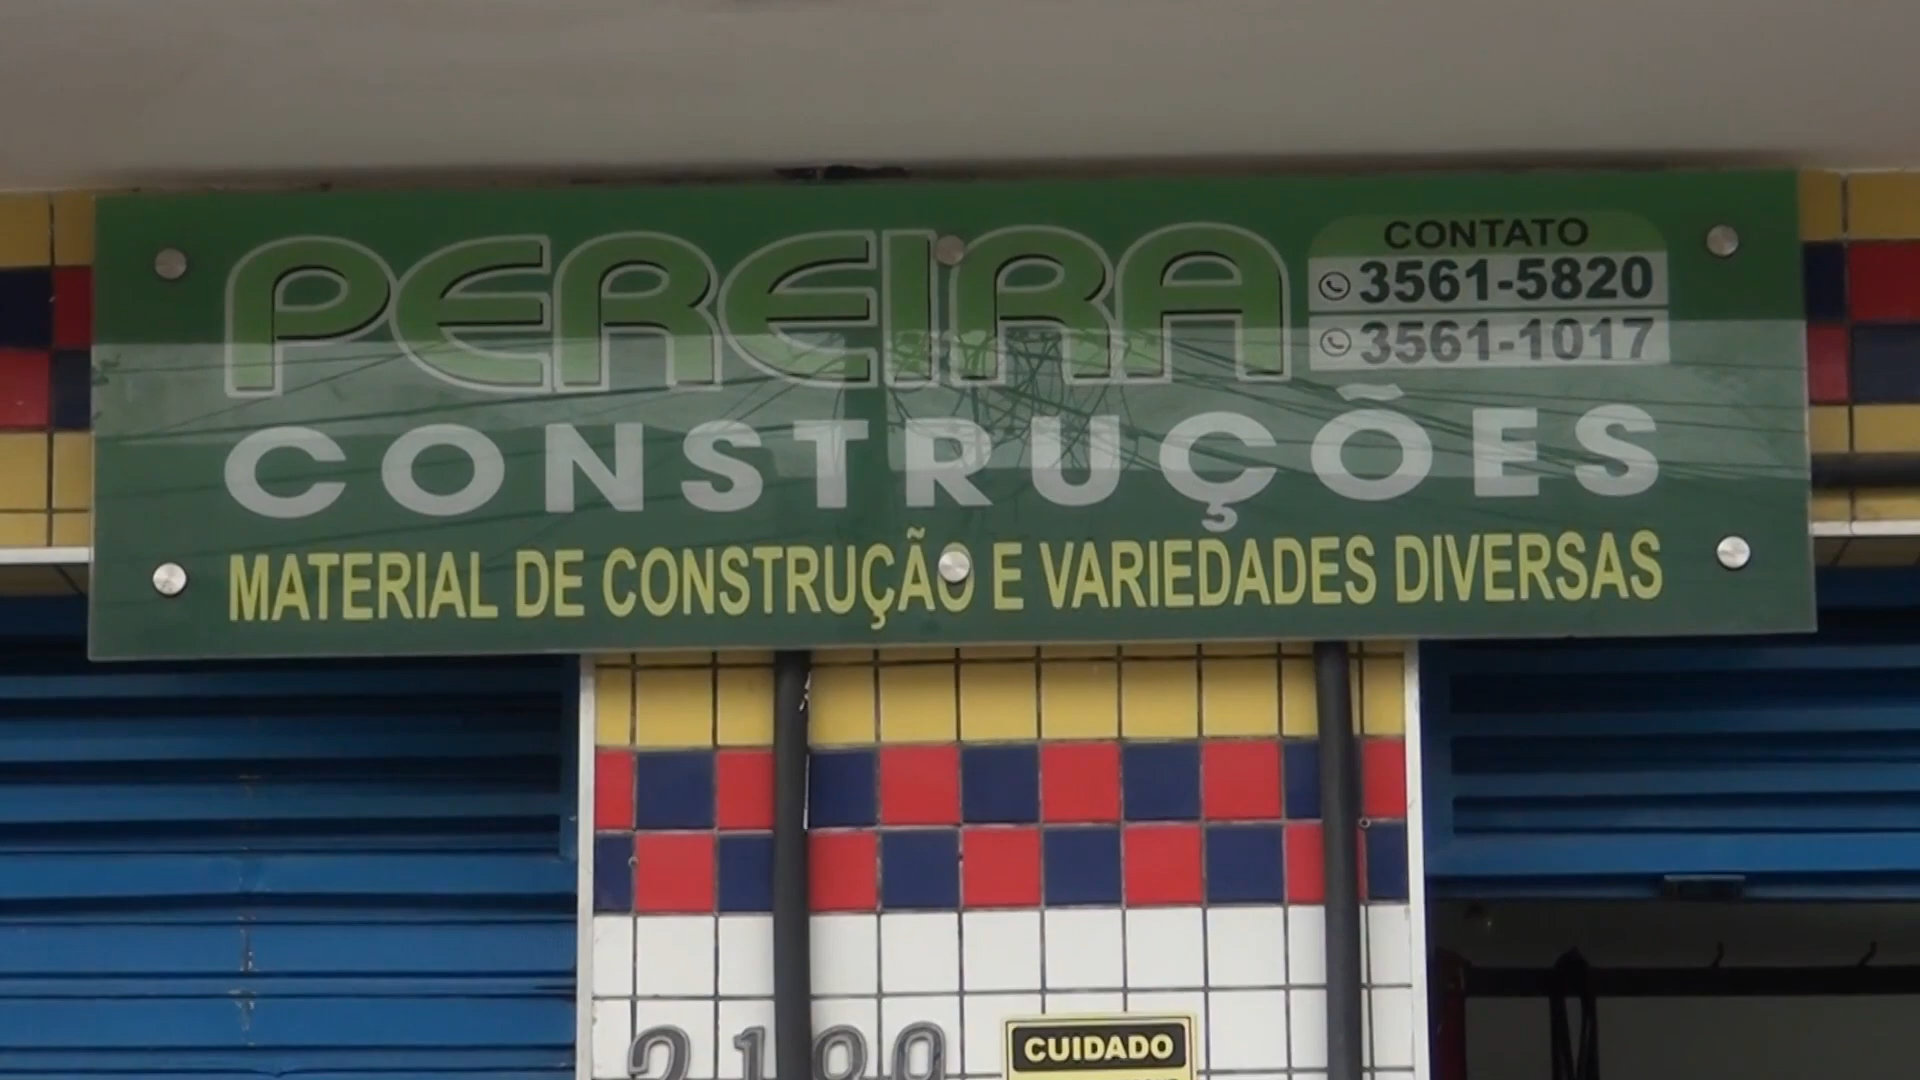 PEREIRA
CONTATO
3561-5820
3561-1017
CONSTRUÇÕES
MATERIAL DE CONSTRUÇÃO E VARIEDADES DIVERSAS
CUIDADO